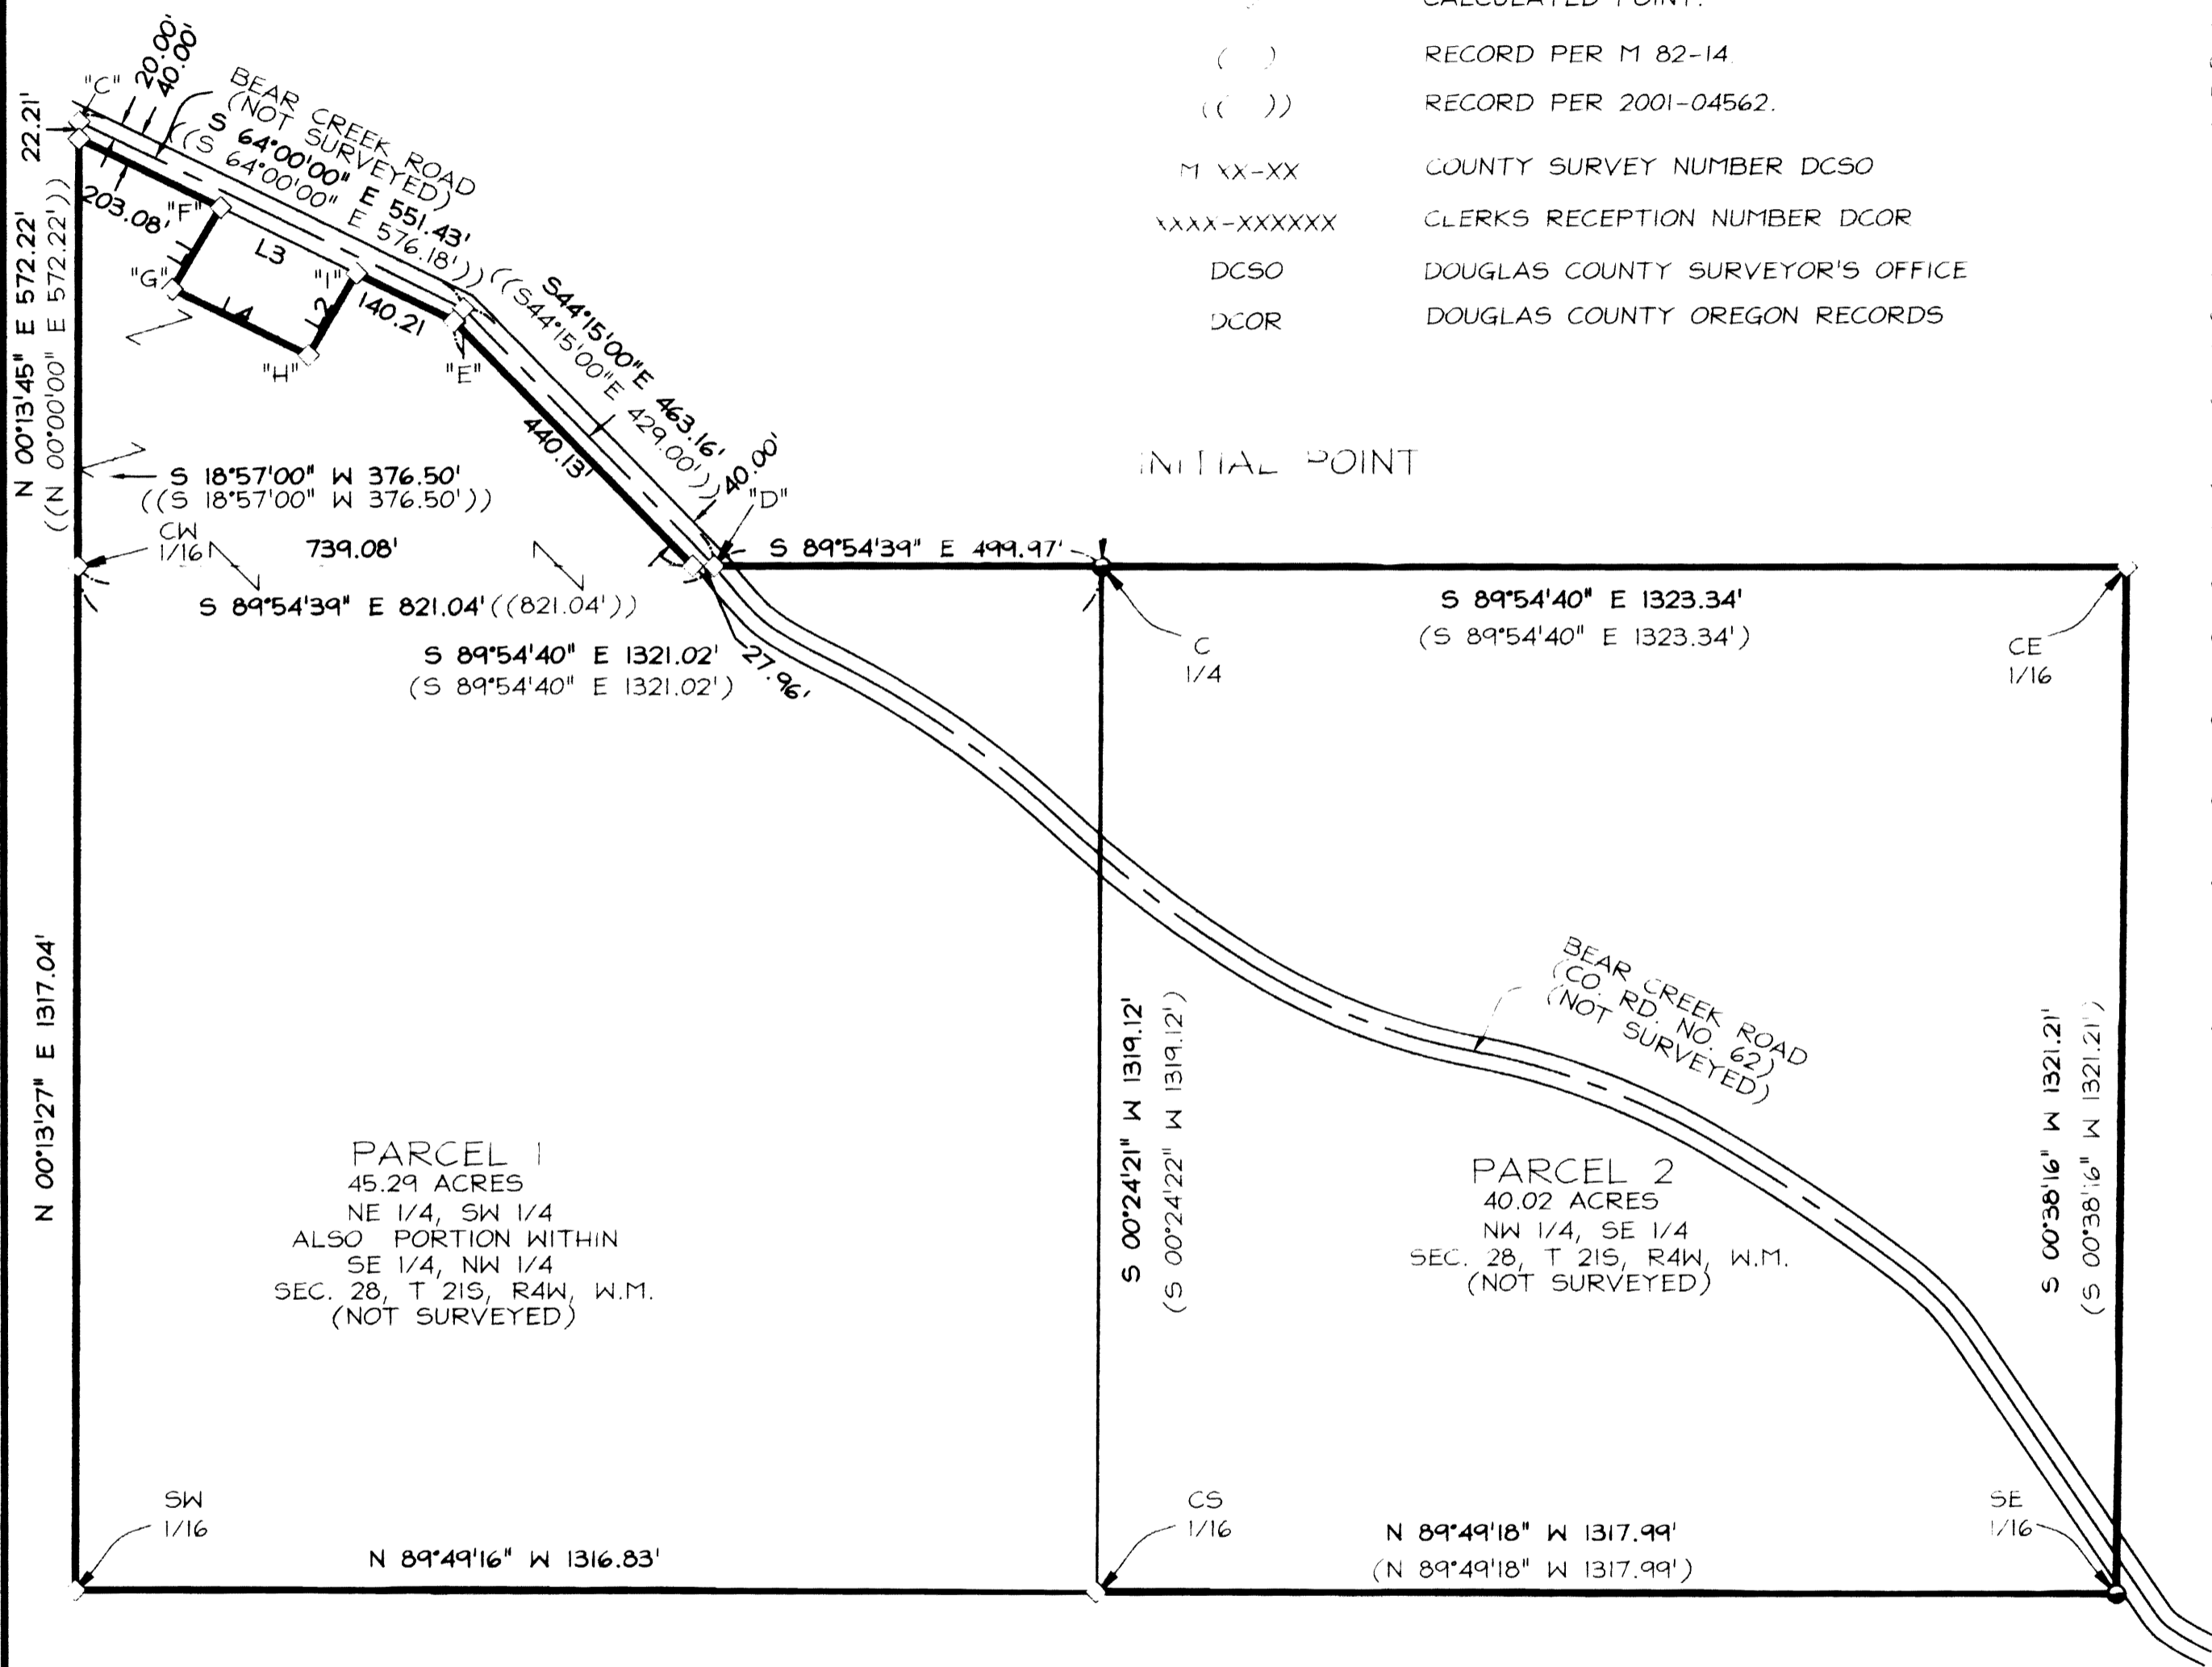 ( ) RECORD PER M 82-14.
(( )) RECORD PER 2001-04562.
M XX-XX COUNTY SURVEY NUMBER DCSO
XXXX-XXXXXX CLERKS RECEPTION NUMBER DCOR
DCSO DOUGLAS COUNTY SURVEYOR'S OFFICE
DCOR DOUGLAS COUNTY OREGON RECORDS
CALCULATED POINT.
20.00'
40.00'
"C"
22.21'
BEAR CREEK ROAD
(NOT SURVEYED)
S 64°00'00" E 551.43'
((S 64°00'00" E 576.18'))
203.08'
"F"
L3
"G"
"I"
L4
L2
"H"
140.21
"E"
N 00°13'45" E 572.22'
((N 00°00'00" E 572.22'))
S44°15'00"E 463.16'
((S44°15'00"E 429.00'))
440.13'
40.00'
"D"
INITIAL POINT
S 18°57'00" W 376.50'
((S 18°57'00" W 376.50'))
CW
1/16
739.08'
S 89°54'39" E 499.97'
S 89°54'39" E 821.04'((821.04'))
S 89°54'40" E 1321.02'
(S 89°54'40" E 1321.02')
27.96'
C
1/4
S 89°54'40" E 1323.34'
(S 89°54'40" E 1323.34')
CE
1/16
N 00°13'27" E 1317.04'
S 00°24'21" W 1319.12'
(S 00°24'22" W 1319.12')
BEAR CREEK ROAD
(CO. RD. NO. 62)
(NOT SURVEYED)
S 00°38'16" W 1321.21'
(S 00°38'16" W 1321.21')
PARCEL 1
45.29 ACRES
NE 1/4, SW 1/4
ALSO PORTION WITHIN
SE 1/4, NW 1/4
SEC. 28, T 21S, R4W, W.M.
(NOT SURVEYED)
PARCEL 2
40.02 ACRES
NW 1/4, SE 1/4
SEC. 28, T 21S, R4W, W.M.
(NOT SURVEYED)
SW
1/16
N 89°49'16" W 1316.83'
CS
1/16
N 89°49'18" W 1317.99'
(N 89°49'18" W 1317.99')
SE
1/16